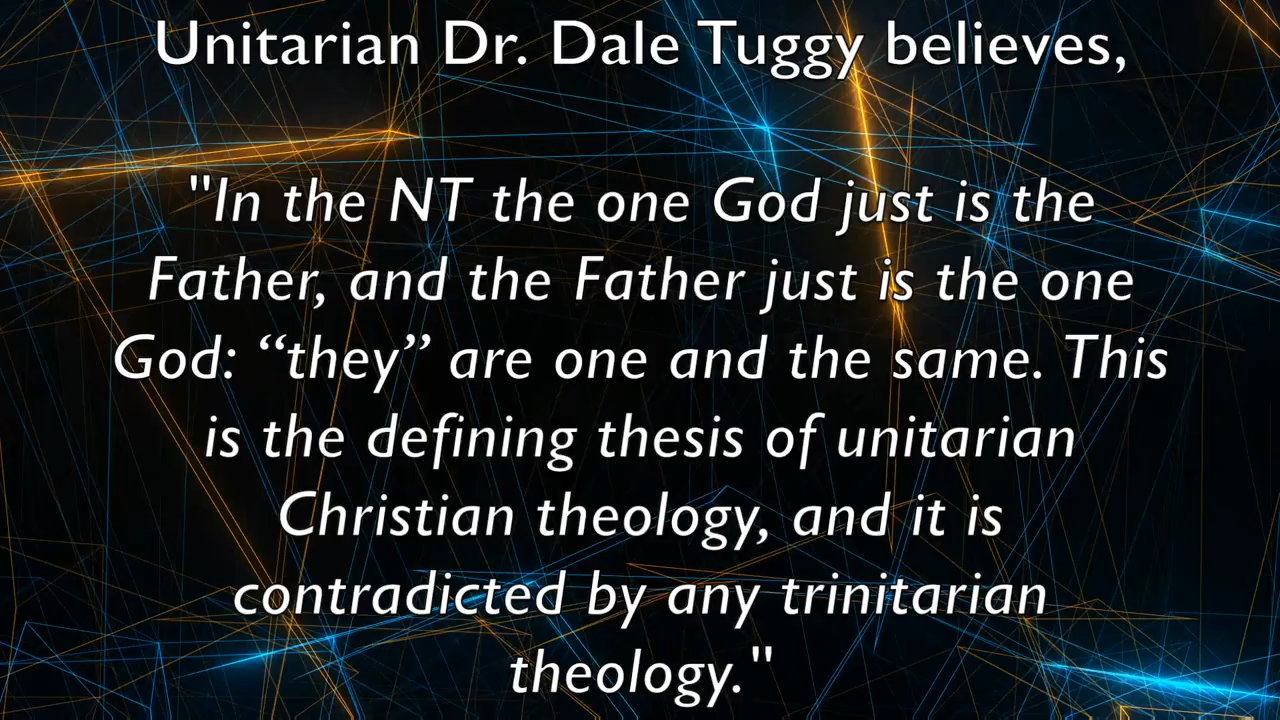 Unitarian Dr. Dale Tuggy believes,
"In the NT the one God just is the
Father, and the Father just is the one
God: “they” are one and the same. This
is the defining thesis of unitarian
Christian theology, and it is
contradicted by any trinitarian
theology."